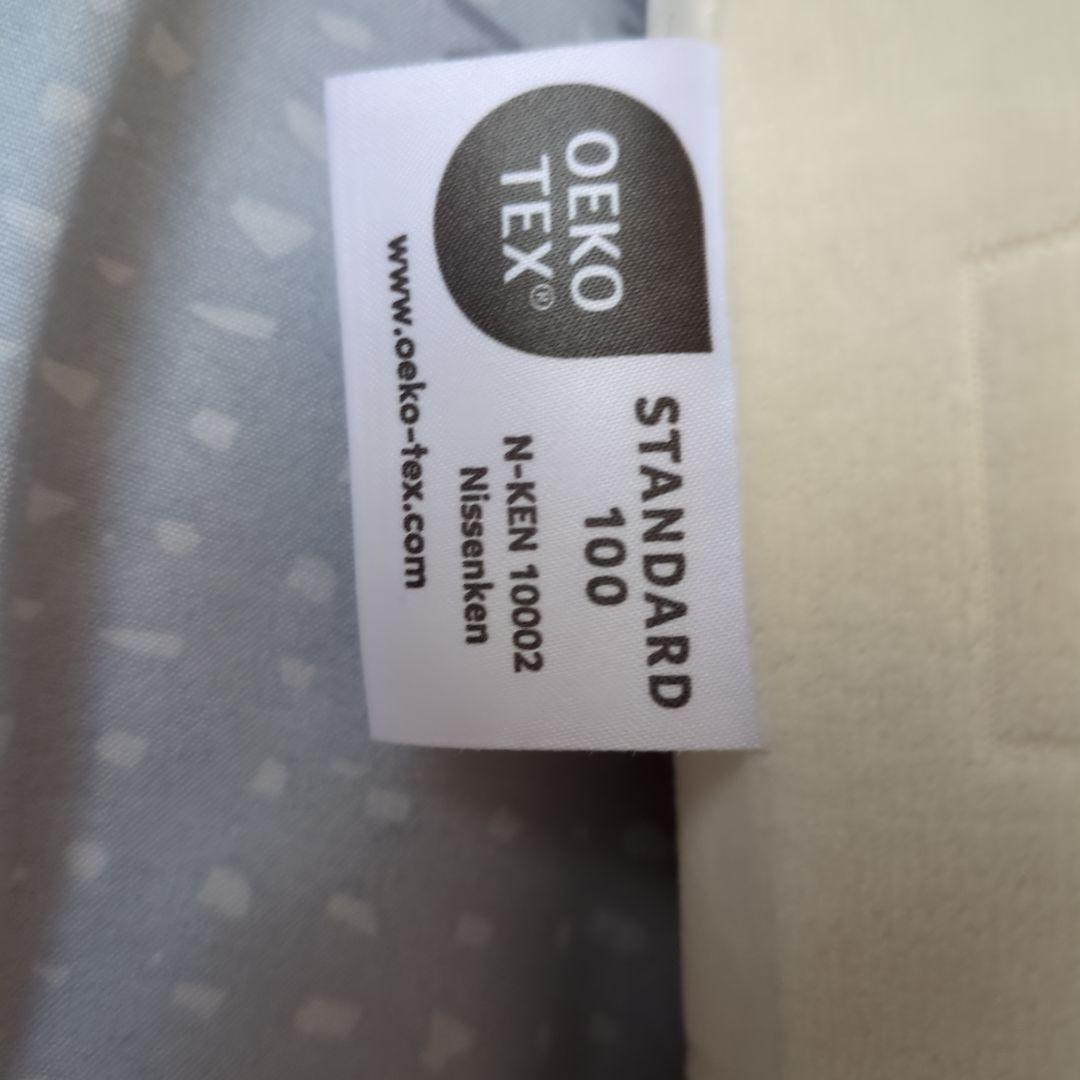 OEKO
TEX®
STANDARD
100
N-KEN 10002
Nissenken
www.oeko-tex.com